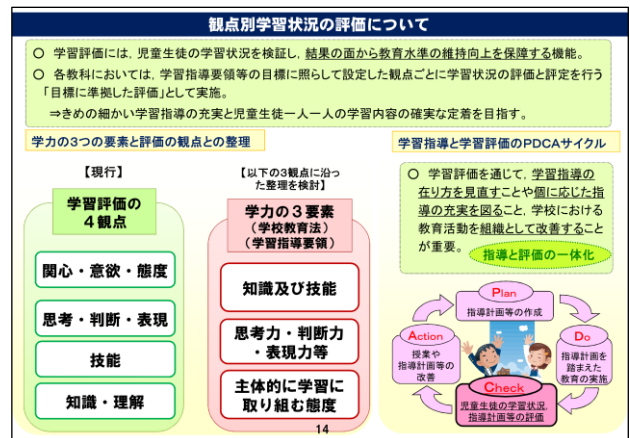 観点別学習状況の評価について
○ 学習評価には,児童生徒の学習状況を検証し,結果の面から教育水準の維持向上を保障する機能。
○ 各教科においては,学習指導要領等の目標に照らして設定した観点ごとに学習状況の評価と評定を行う
「目標に準拠した評価」として実施。
⇒きめの細かい学習指導の充実と児童生徒一人一人の学習内容の確実な定着を目指す。
学力の3つの要素と評価の観点との整理
【現行】
学習評価の
4観点
関心・意欲・態度
思考・判断・表現
技能
知識・理解
【以下の3観点に沿っ
た整理を検討】
学力の3要素
(学校教育法)
(学習指導要領)
知識及び技能
思考力・判断力
・表現力等
主体的に学習に
取り組む態度
学習指導と学習評価のPDCAサイクル
○ 学習評価を通じて,学習指導の
在り方を見直すことや個に応じた指
導の充実を図ること,学校における
教育活動を組織として改善すること
が重要。
指導と評価の一体化
Plan
指導計画等の作成
Do
指導計画を
踏まえた
教育の実施
Check
児童生徒の学習状況,
指導計画等の評価
Action
授業や
指導計画等の
改善
14